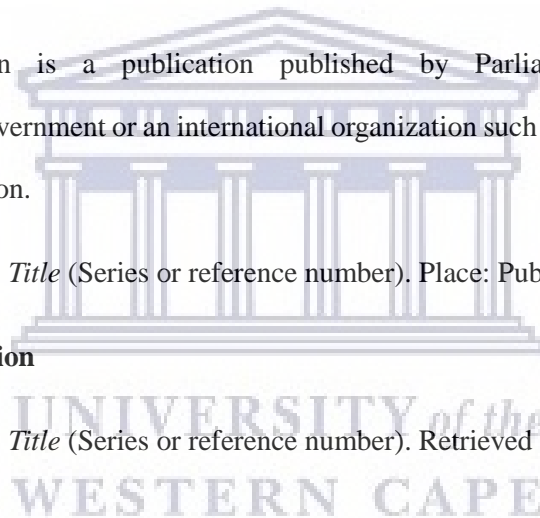 n is a publication published by Parlia
vernment or an international organization such
on.
Title (Series or reference number). Place: Pub
ion
UNIVERSITY of the
Title (Series or reference number). Retrieved
WESTERN CAPE